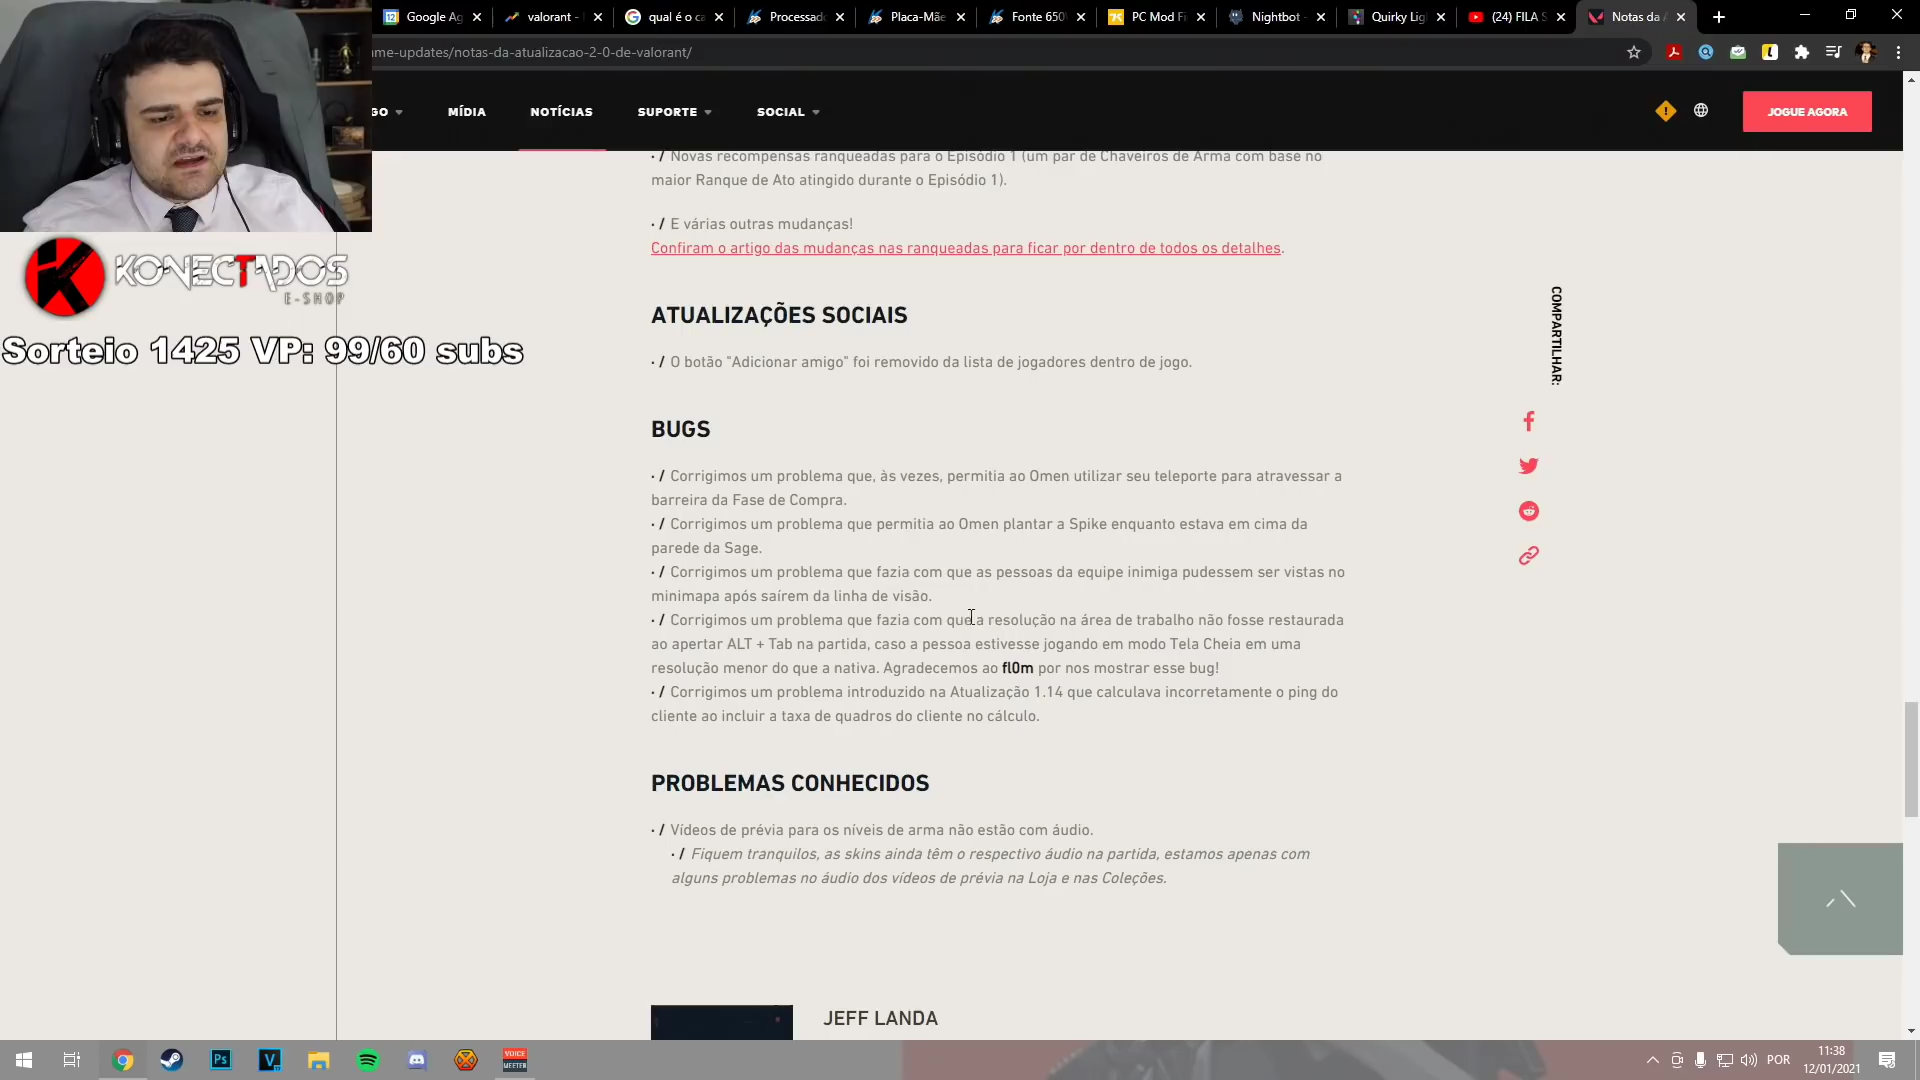 Google Ag
valorant -
qual é o ca
Processad
Placa-Mãe
Fonte 650
PC Mod Fi
Nightbot -
Quirky Lig
(24) FILA S
Notas da A
me-updates/notas-da-atualizacao-2-0-de-valorant/
GO
MÍDIA
NOTÍCIAS
SUPORTE
SOCIAL
JOGUE AGORA
• / Novas recompensas ranqueadas para o Episódio 1 (um par de Chaveiros de Arma com base no
maior Ranque de Ato atingido durante o Episódio 1).
• / E várias outras mudanças!
Confiram o artigo das mudanças nas ranqueadas para ficar por dentro de todos os detalhes.
KONECTADOS
E-SHOP
Sorteio 1425 VP: 99/60 subs
COMPARTILHAR:
ATUALIZAÇÕES SOCIAIS
• / O botão "Adicionar amigo" foi removido da lista de jogadores dentro de jogo.
BUGS
• / Corrigimos um problema que, às vezes, permitia ao Omen utilizar seu teleporte para atravessar a
barreira da Fase de Compra.
• / Corrigimos um problema que permitia ao Omen plantar a Spike enquanto estava em cima da
parede da Sage.
• / Corrigimos um problema que fazia com que as pessoas da equipe inimiga pudessem ser vistas no
minimapa após saírem da linha de visão.
• / Corrigimos um problema que fazia com que a resolução na área de trabalho não fosse restaurada
ao apertar ALT + Tab na partida, caso a pessoa estivesse jogando em modo Tela Cheia em uma
resolução menor do que a nativa. Agradecemos ao fl0m por nos mostrar esse bug!
• / Corrigimos um problema introduzido na Atualização 1.14 que calculava incorretamente o ping do
cliente ao incluir a taxa de quadros do cliente no cálculo.
PROBLEMAS CONHECIDOS
• / Vídeos de prévia para os níveis de arma não estão com áudio.
• / Fiquem tranquilos, as skins ainda têm o respectivo áudio na partida, estamos apenas com
alguns problemas no áudio dos vídeos de prévia na Loja e nas Coleções.
JEFF LANDA
Ps
V
VOICE
MEETER
POR
11:38
12/01/2021